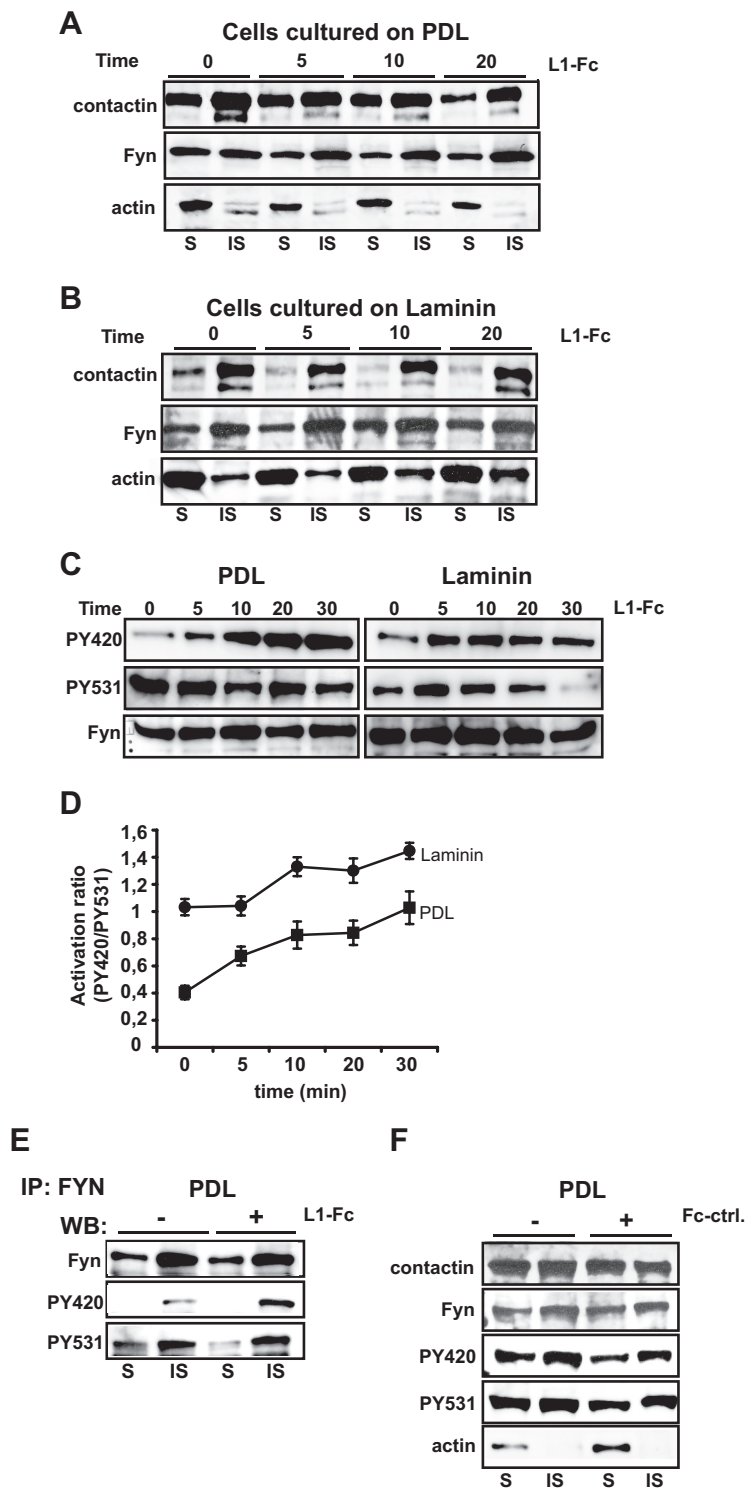 A
Cells cultured on PDL
Time 0 5 10 20 L1-Fc
contactin
Fyn
actin
S IS S IS S IS S IS
B
Cells cultured on Laminin
Time 0 5 10 20 L1-Fc
contactin
Fyn
actin
S IS S IS S IS S IS
C
PDL Laminin
Time 0 5 10 20 30 0 5 10 20 30 L1-Fc
PY420
PY531
Fyn
D
Activation ratio
(PY420/PY531)
1,6
1,4
1,2
1
0,8
0,6
0,4
0,2
0
Laminin
PDL
0 5 10 20 30
time (min)
E
IP: FYN PDL
WB: - + L1-Fc
Fyn
PY420
PY531
S IS S IS
F
PDL
- + Fc-ctrl.
contactin
Fyn
PY420
PY531
actin
S IS S IS